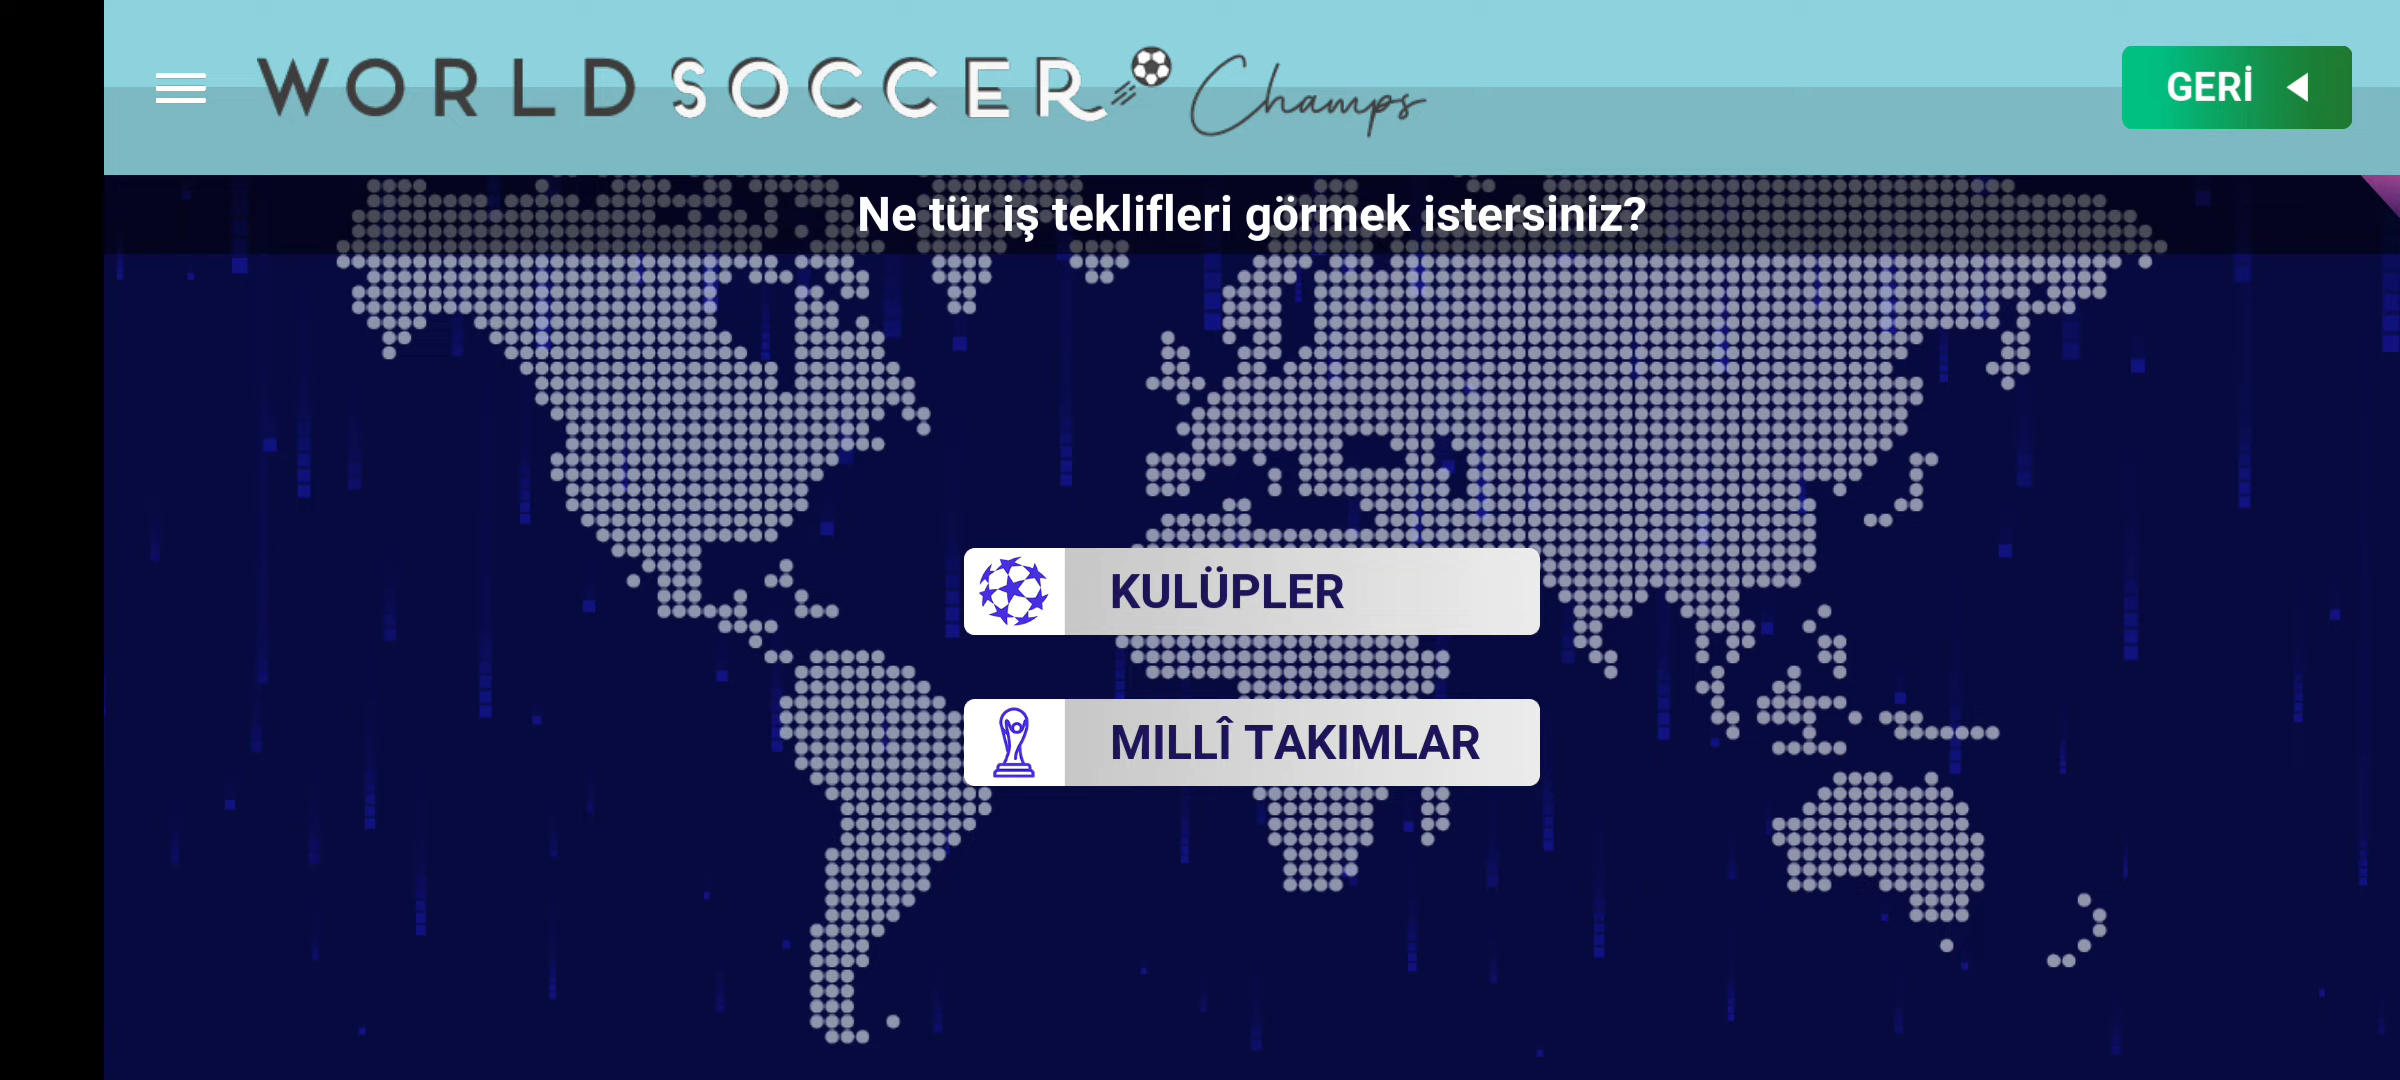 WORLD SOCCER Champs
GERİ
Ne tür iş teklifleri görmek istersiniz?
KULÜPLER
MILLÎ TAKIMLAR